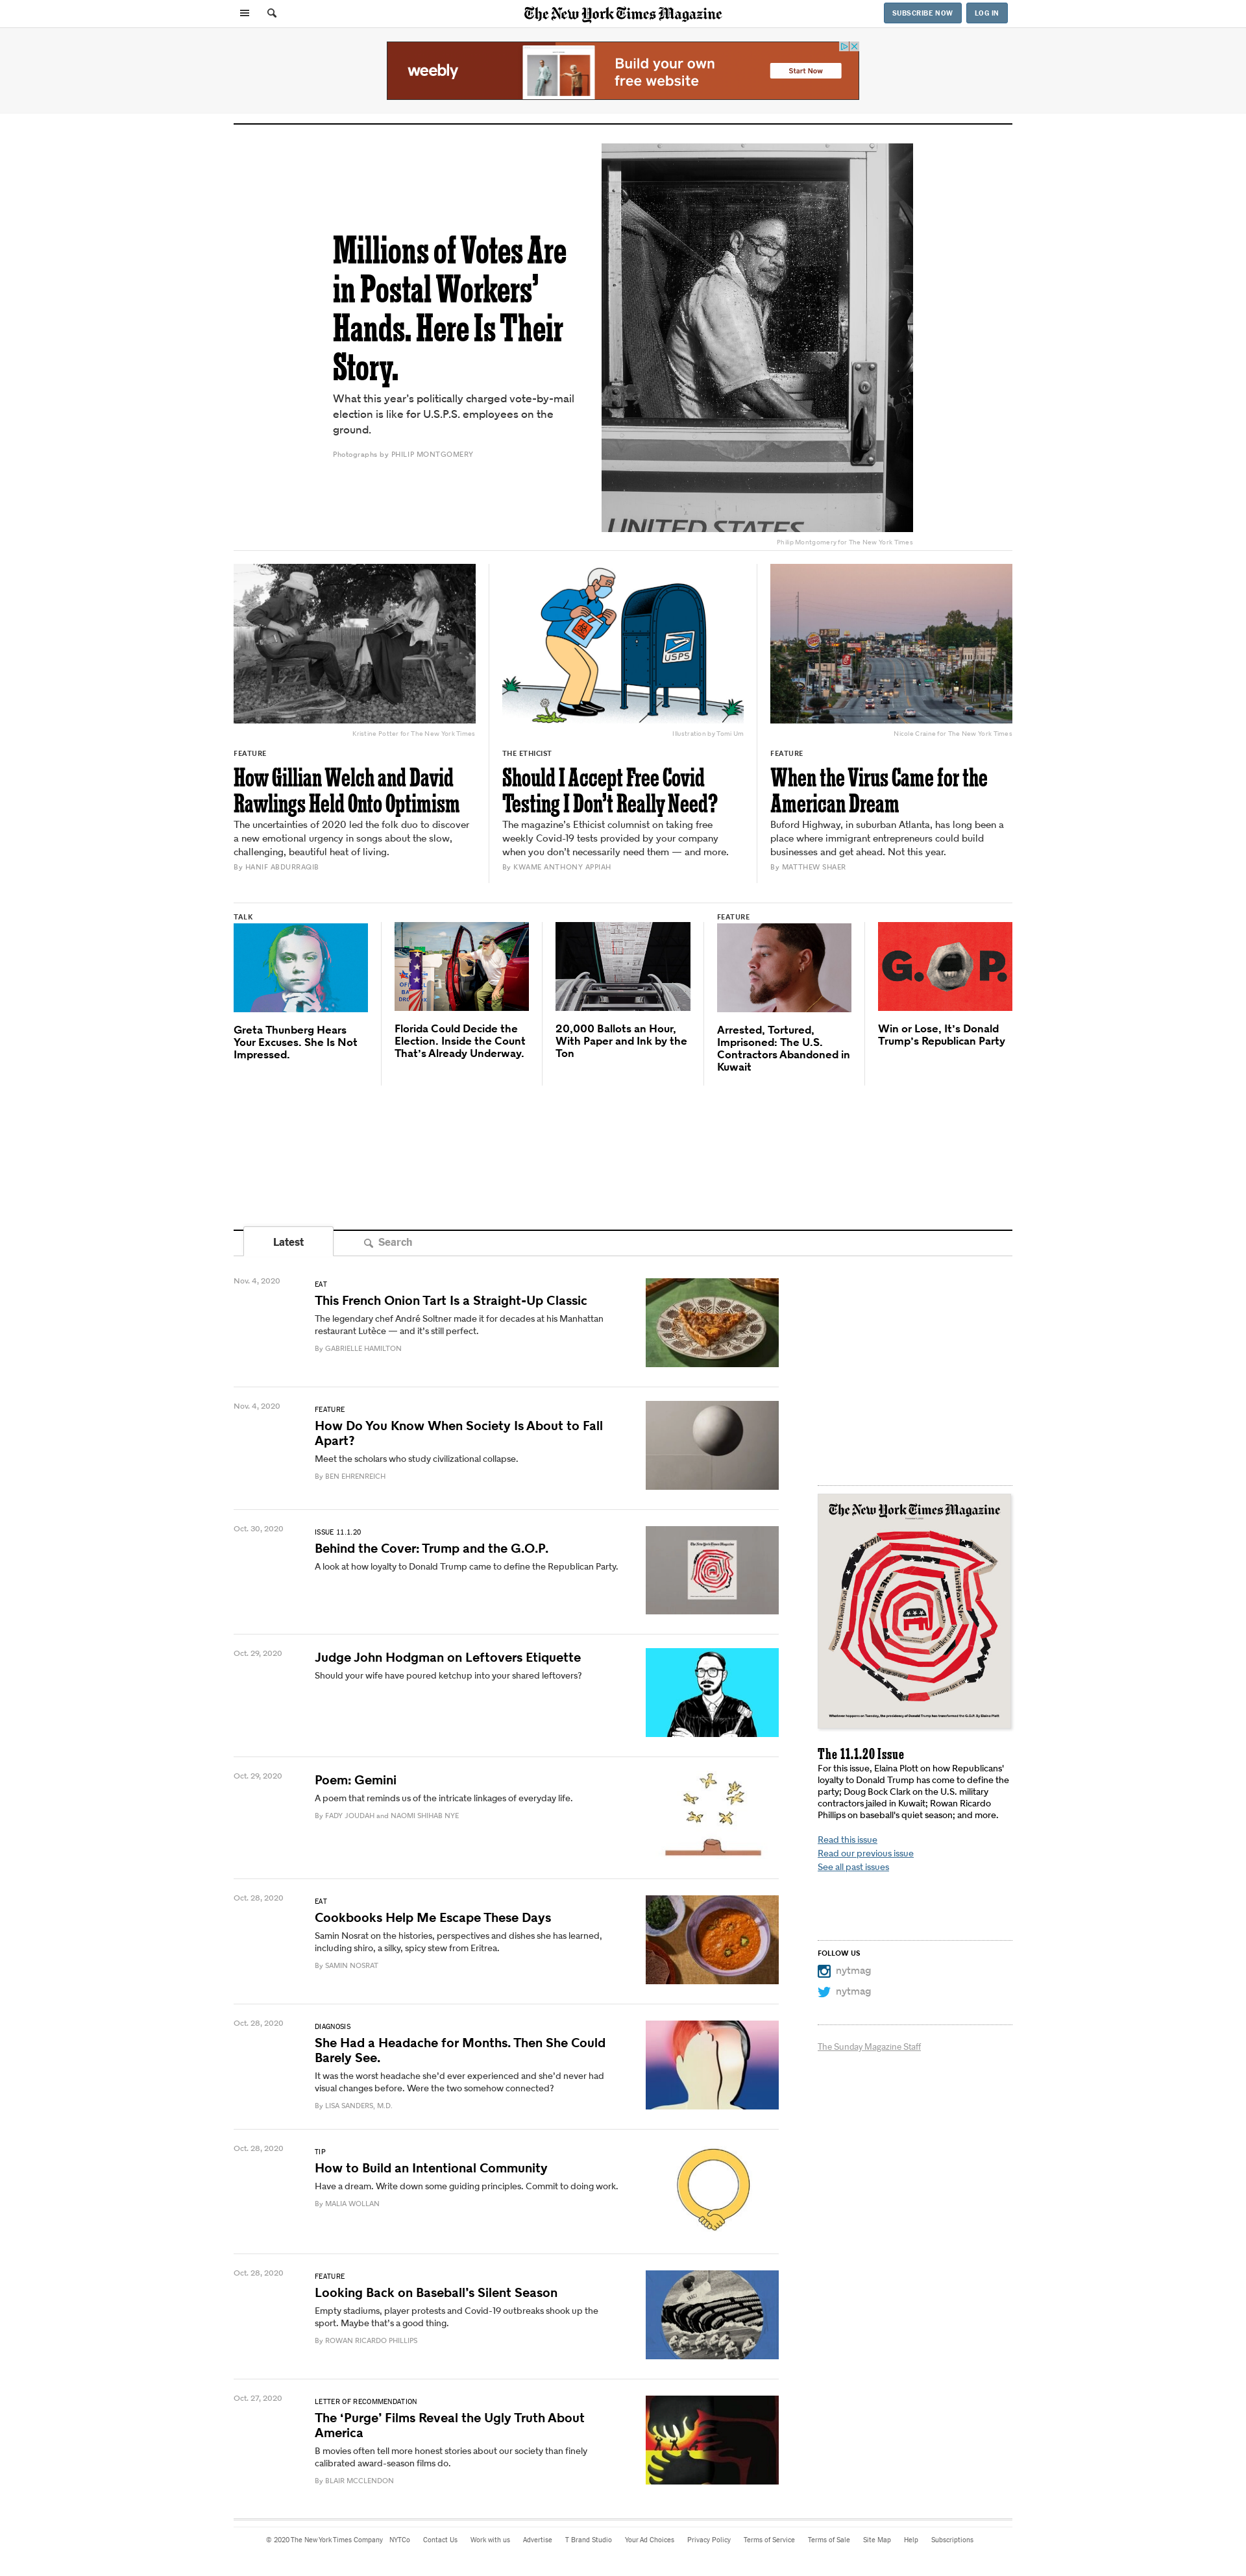 The New York Times Magazine
SUBSCRIBE NOW
LOG IN
weebly
Build your own
free website
Start Now
Millions of Votes Are
in Postal Workers’
Hands. Here Is Their
Story.
What this year’s politically charged vote-by-mail
election is like for U.S.P.S. employees on the
ground.
Photographs by PHILIP MONTGOMERY
UNITED STATES
Philip Montgomery for The New York Times
USPS
Kristine Potter for The New York Times
FEATURE
How Gillian Welch and David
Rawlings Held Onto Optimism
The uncertainties of 2020 led the folk duo to discover
a new emotional urgency in songs about the slow,
challenging, beautiful heat of living.
By HANIF ABDURRAQIB
Illustration by Tomi Um
THE ETHICIST
Should I Accept Free Covid
Testing I Don’t Really Need?
The magazine’s Ethicist columnist on taking free
weekly Covid-19 tests provided by your company
when you don’t necessarily need them — and more.
By KWAME ANTHONY APPIAH
Nicole Craine for The New York Times
FEATURE
When the Virus Came for the
American Dream
Buford Highway, in suburban Atlanta, has long been a
place where immigrant entrepreneurs could build
businesses and get ahead. Not this year.
By MATTHEW SHAER
TALK
Greta Thunberg Hears
Your Excuses. She Is Not
Impressed.
Florida Could Decide the
Election. Inside the Count
That’s Already Underway.
20,000 Ballots an Hour,
With Paper and Ink by the
Ton
FEATURE
Arrested, Tortured,
Imprisoned: The U.S.
Contractors Abandoned in
Kuwait
G.O.P.
Win or Lose, It’s Donald
Trump’s Republican Party
Latest
Search
Nov. 4, 2020
EAT
This French Onion Tart Is a Straight-Up Classic
The legendary chef André Soltner made it for decades at his Manhattan
restaurant Lutèce — and it’s still perfect.
By GABRIELLE HAMILTON
Nov. 4, 2020
FEATURE
How Do You Know When Society Is About to Fall
Apart?
Meet the scholars who study civilizational collapse.
By BEN EHRENREICH
Oct. 30, 2020
ISSUE 11.1.20
Behind the Cover: Trump and the G.O.P.
A look at how loyalty to Donald Trump came to define the Republican Party.
Oct. 29, 2020
Judge John Hodgman on Leftovers Etiquette
Should your wife have poured ketchup into your shared leftovers?
Oct. 29, 2020
Poem: Gemini
A poem that reminds us of the intricate linkages of everyday life.
By FADY JOUDAH and NAOMI SHIHAB NYE
Oct. 28, 2020
EAT
Cookbooks Help Me Escape These Days
Samin Nosrat on the histories, perspectives and dishes she has learned,
including shiro, a silky, spicy stew from Eritrea.
By SAMIN NOSRAT
Oct. 28, 2020
DIAGNOSIS
She Had a Headache for Months. Then She Could
Barely See.
It was the worst headache she’d ever experienced and she’d never had
visual changes before. Were the two somehow connected?
By LISA SANDERS, M.D.
Oct. 28, 2020
TIP
How to Build an Intentional Community
Have a dream. Write down some guiding principles. Commit to doing work.
By MALIA WOLLAN
Oct. 28, 2020
FEATURE
Looking Back on Baseball’s Silent Season
Empty stadiums, player protests and Covid-19 outbreaks shook up the
sport. Maybe that’s a good thing.
By ROWAN RICARDO PHILLIPS
Oct. 27, 2020
LETTER OF RECOMMENDATION
The ‘Purge’ Films Reveal the Ugly Truth About
America
B movies often tell more honest stories about our society than finely
calibrated award-season films do.
By BLAIR MCCLENDON
The New York Times Magazine
THE WALL
Whatever happens on Tuesday, the presidency of Donald Trump has transformed the G.O.P. By Elaina Plott
The 11.1.20 Issue
For this issue, Elaina Plott on how Republicans’
loyalty to Donald Trump has come to define the
party; Doug Bock Clark on the U.S. military
contractors jailed in Kuwait; Rowan Ricardo
Phillips on baseball’s quiet season; and more.
Read this issue
Read our previous issue
See all past issues
FOLLOW US
nytmag
nytmag
The Sunday Magazine Staff
© 2020 The New York Times Company NYTCo Contact Us Work with us Advertise T Brand Studio Your Ad Choices Privacy Policy Terms of Service Terms of Sale Site Map Help Subscriptions